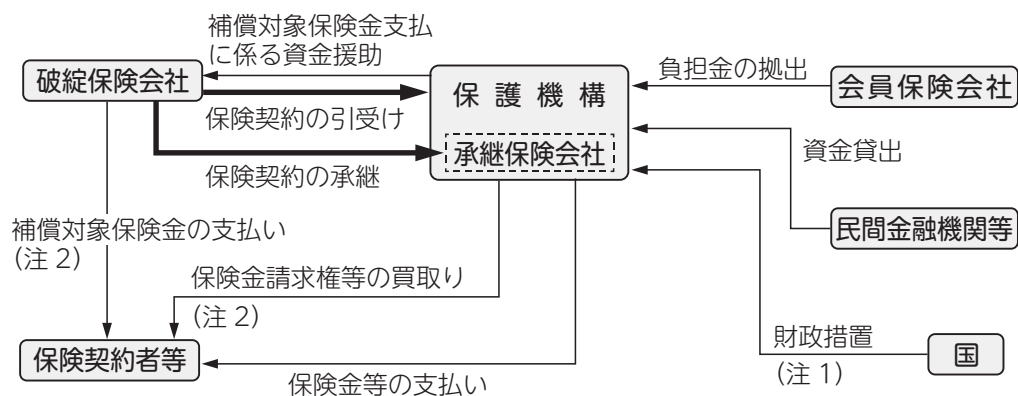 補償対象保険金支払
に係る資金援助
破綻保険会社
保護機構
負担金の拠出
会員保険会社
保険契約の引受け
承継保険会社
資金貸出
保険契約の承継
補償対象保険金の支払い
(注 2)
民間金融機関等
保険金請求権等の買取り
(注 2)
財政措置
(注 1)
保険契約者等
国
保険金等の支払い